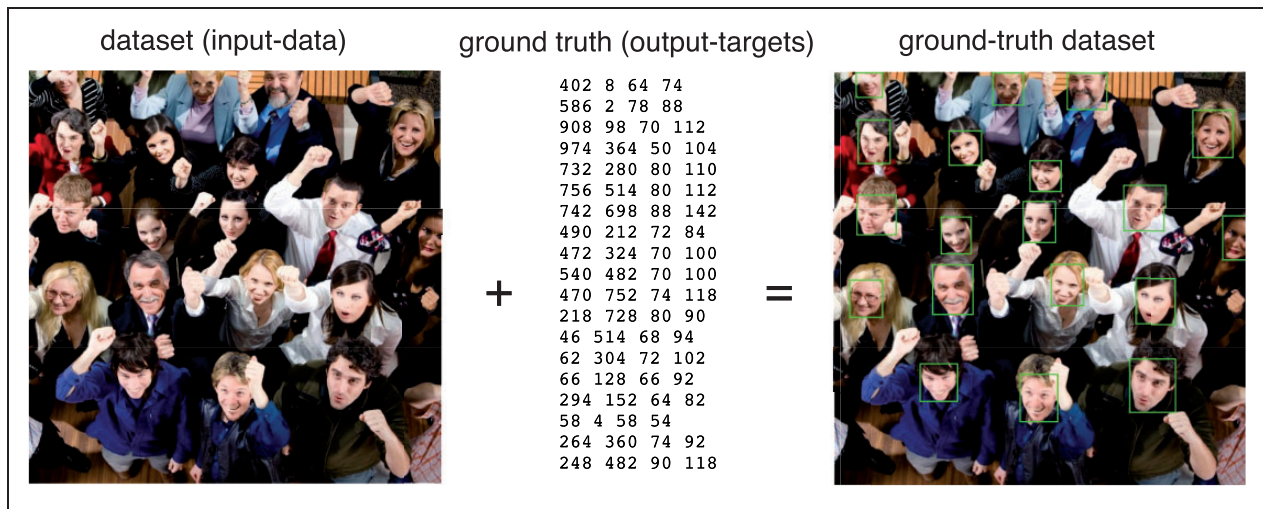 dataset (input-data)
ground truth (output-targets)
ground-truth dataset
402 8 64 74
586 2 78 88
908 98 70 112
974 364 50 104
732 280 80 110
756 514 80 112
742 698 88 142
490 212 72 84
472 324 70 100
540 482 70 100
+
470 752 74 118
=
218 728 80 90
46 514 68 94
62 304 72 102
66 128 66 92
294 152 64 82
58 4 58 54
264 360 74 92
248 482 90 118